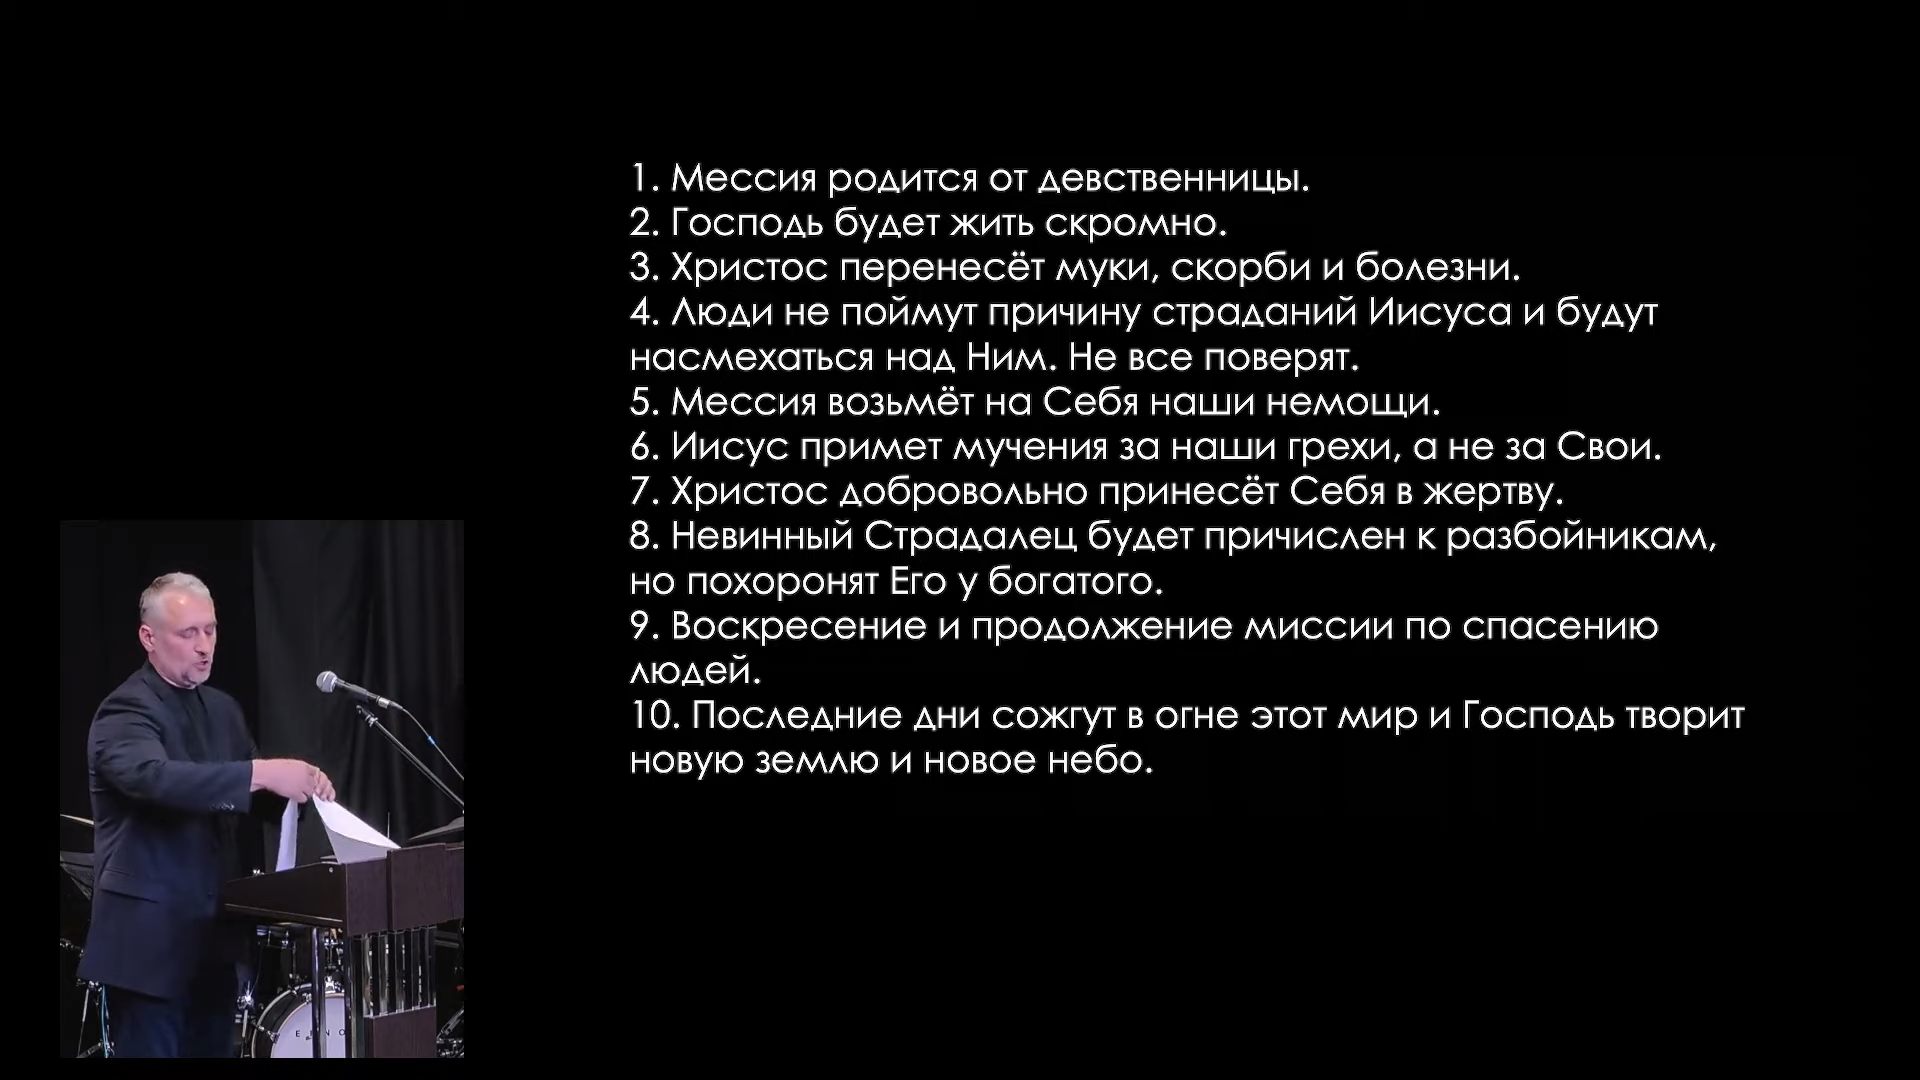 1. Мессия родится от девственницы.
2. Господь будет жить скромно.
3. Христос перенесёт муки, скорби и болезни.
4. Люди не поймут причину страданий Иисуса и будут
насмехаться над Ним. Не все поверят.
5. Мессия возьмёт на Себя наши немощи.
6. Иисус примет мучения за наши грехи, а не за Свои.
7. Христос добровольно принесёт Себя в жертву.
8. Невинный Страдалец будет причислен к разбойникам,
но похоронят Его у богатого.
9. Воскресение и продолжение миссии по спасению
людей.
10. Последние дни сожгут в огне этот мир и Господь творит
новую землю и новое небо.